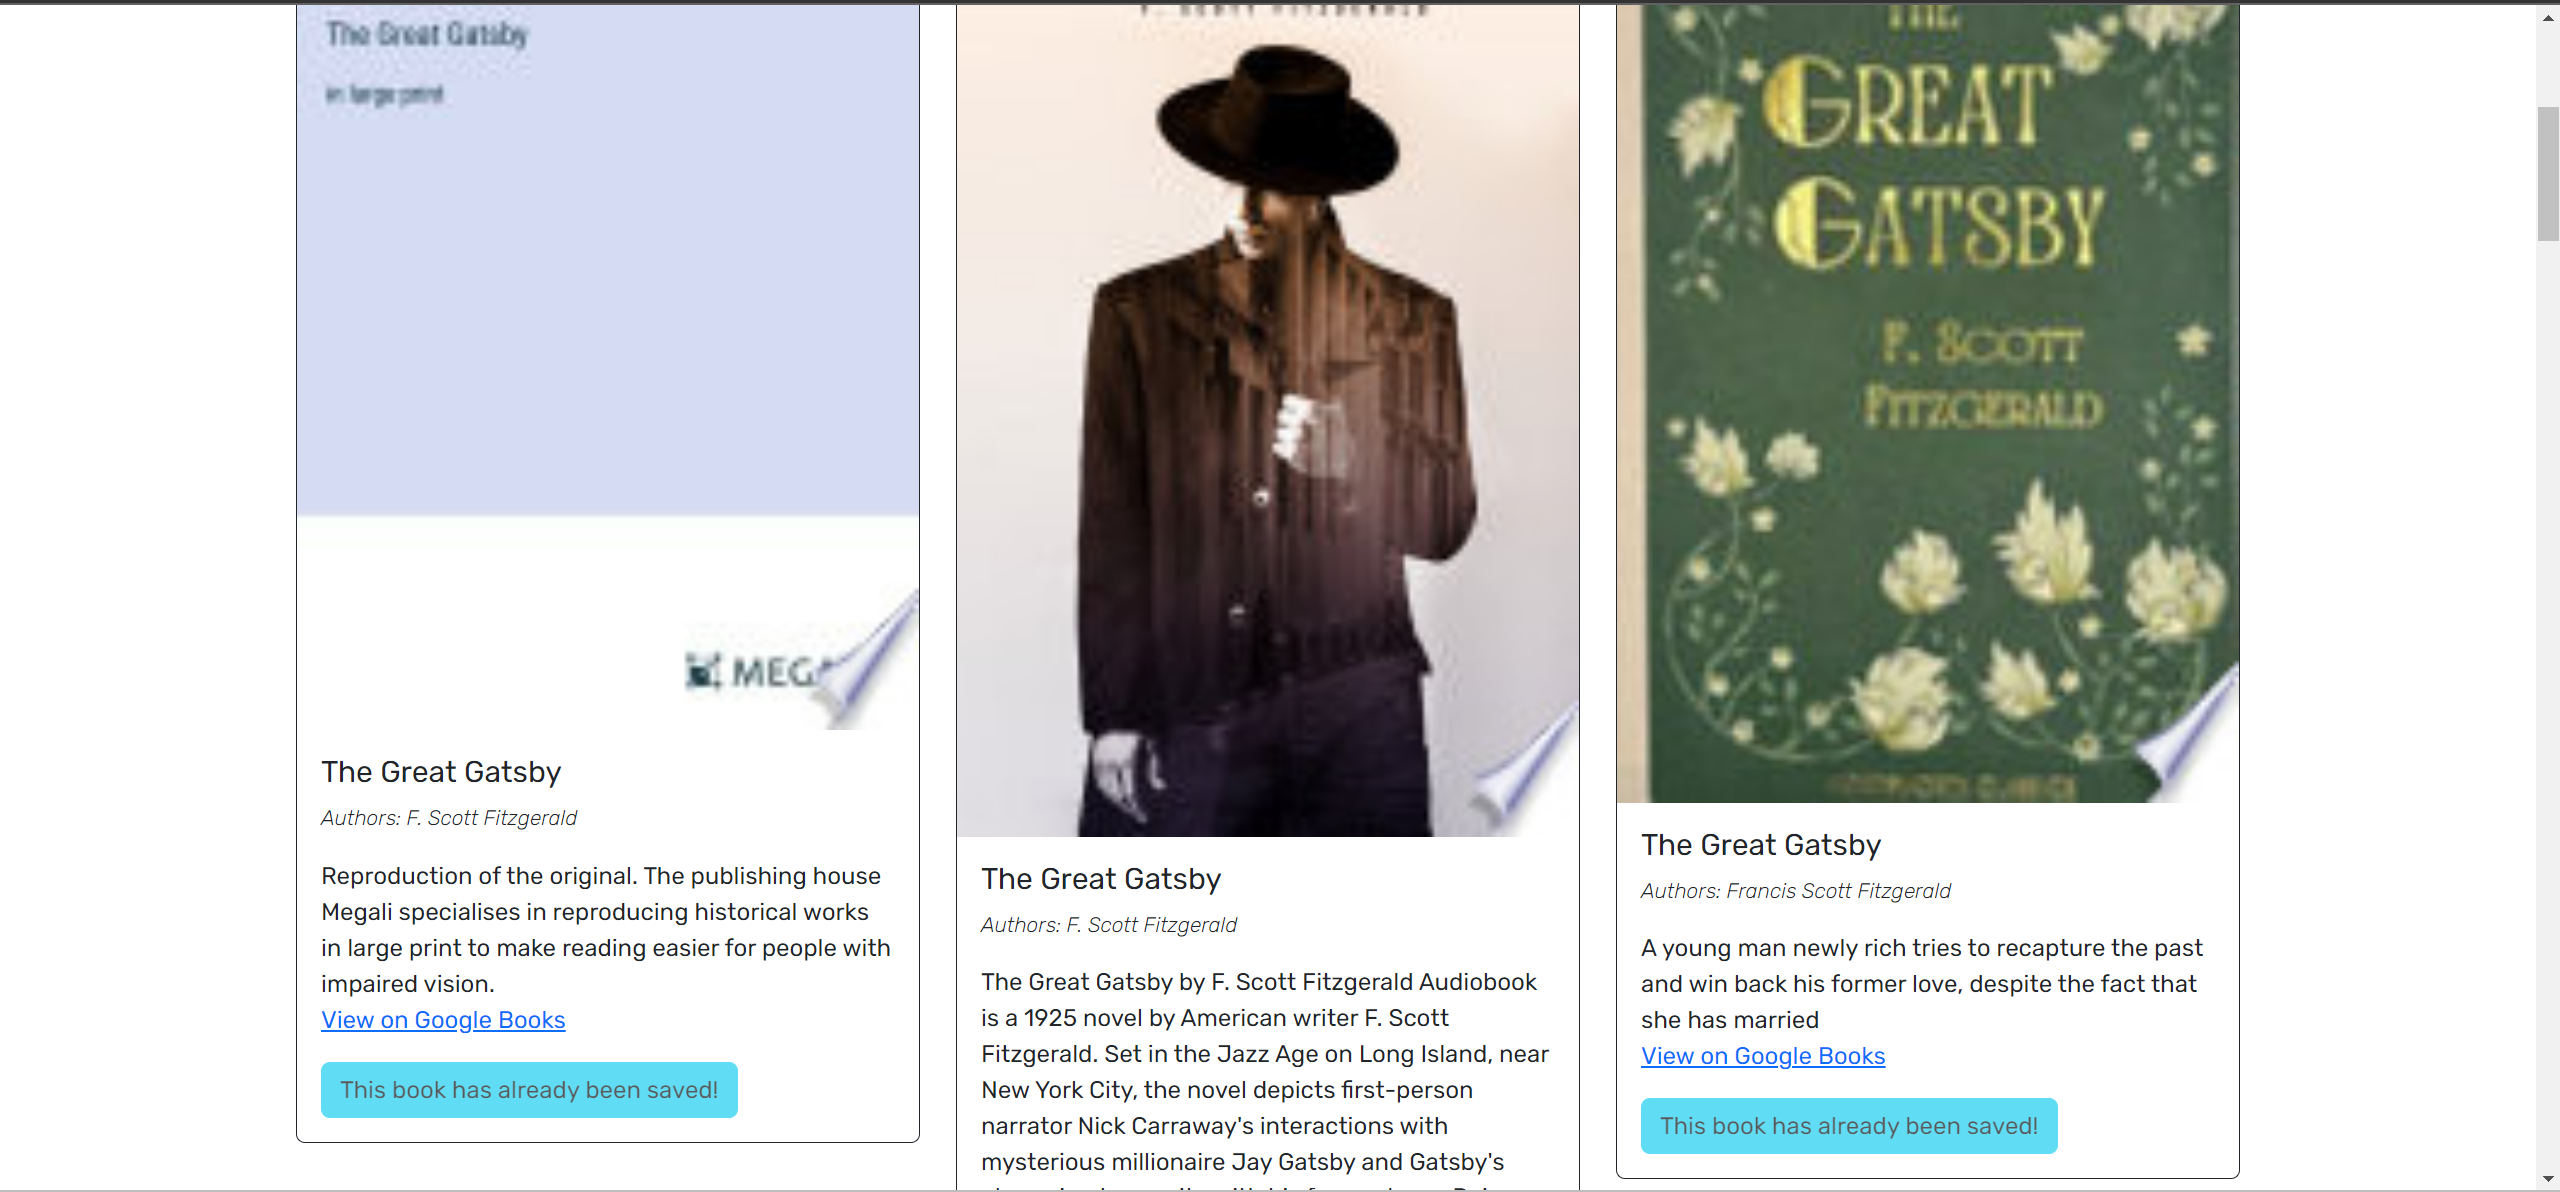 The Great Gatsby
in large print
The Great Gatsby
Authors: F. Scott Fitzgerald
Reproduction of the original. The publishing house
Megali specialises in reproducing historical works
in large print to make reading easier for people with
impaired vision.
View on Google Books
This book has already been saved!
F. SCOTT FITZGERALD
The Great Gatsby
Authors: F. Scott Fitzgerald
The Great Gatsby by F. Scott Fitzgerald Audiobook
is a 1925 novel by American writer F. Scott
Fitzgerald. Set in the Jazz Age on Long Island, near
New York City, the novel depicts first-person
narrator Nick Carraway's interactions with
mysterious millionaire Jay Gatsby and Gatsby's
THE
GREAT
GATSBY
F. SCOTT
FITZGERALD
The Great Gatsby
Authors: Francis Scott Fitzgerald
A young man newly rich tries to recapture the past
and win back his former love, despite the fact that
she has married
View on Google Books
This book has already been saved!